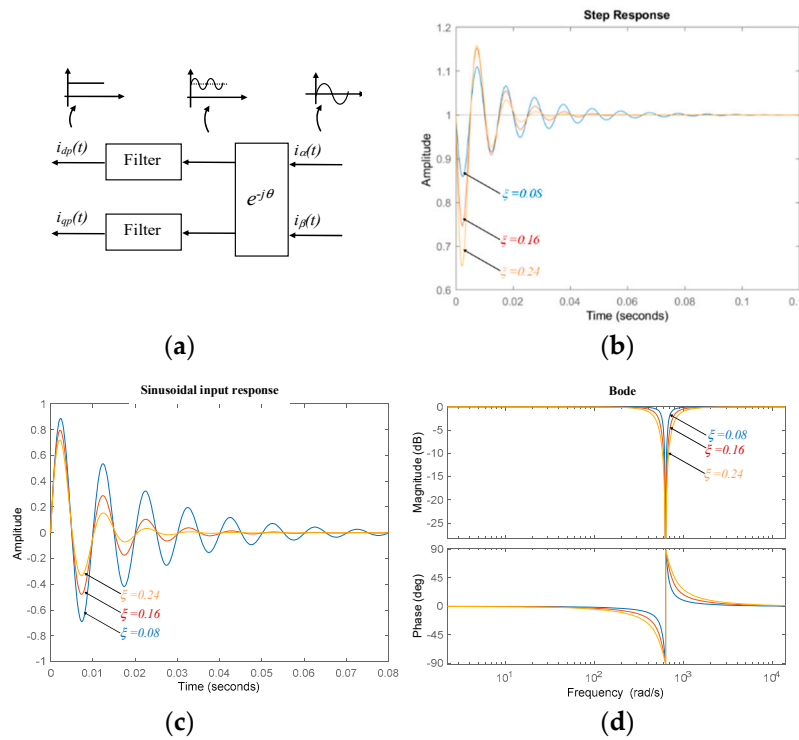 i_dp(t)
Filter
i_α(t)
e^-jθ
i_qp(t)
Filter
i_β(t)
(a)
Step Response
1.2
1.1
1
0.9
0.8
0.7
0.6
Amplitude
ξ=0.08
ξ=0.16
ξ=0.24
0
0.02
0.04
0.06
0.08
0.1
Time (seconds)
(b)
Sinusoidal input response
1
0.8
0.6
0.4
0.2
0
-0.2
-0.4
-0.6
-0.8
-1
Amplitude
ξ=0.24
ξ=0.16
ξ=0.08
0
0.01
0.02
0.03
0.04
0.05
0.06
0.07
0.08
Time (seconds)
(c)
Bode
0
-5
-10
-15
-20
-25
Magnitude (dB)
ξ=0.08
ξ=0.16
ξ=0.24
90
45
0
-45
-90
Phase (deg)
10^1
10^2
10^3
10^4
Frequency (rad/s)
(d)